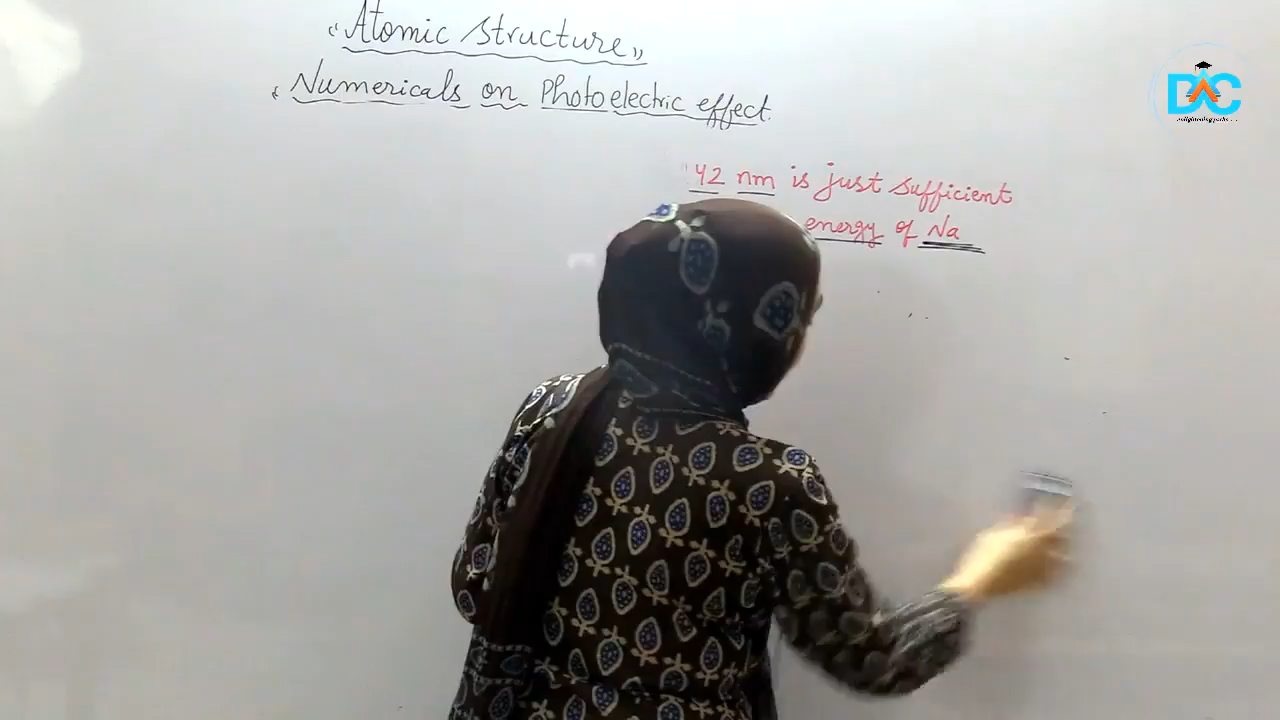 "Atomic Structure"
Numericals on Photoelectric effect.
42 nm is just sufficient
energy of Na
DAC